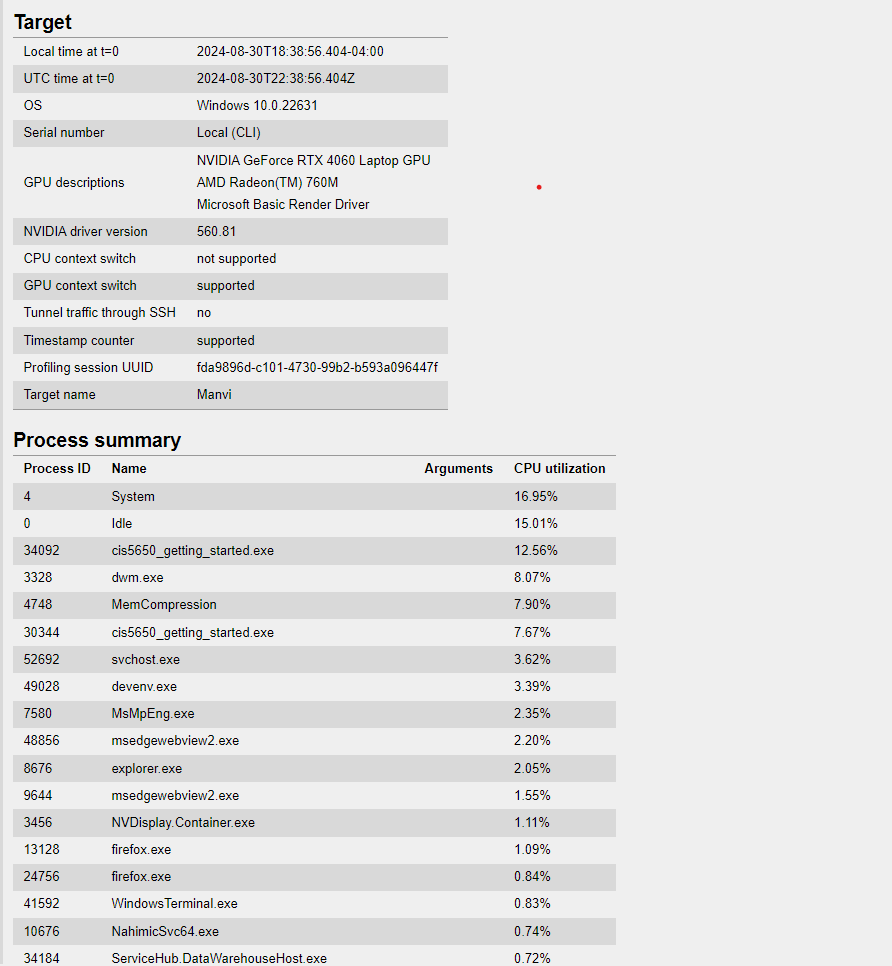 Target
Local time at t=0 2024-08-30T18:38:56.404-04:00
UTC time at t=0 2024-08-30T22:38:56.404Z
OS Windows 10.0.22631
Serial number Local (CLI)
GPU descriptions NVIDIA GeForce RTX 4060 Laptop GPU
AMD Radeon(TM) 760M
Microsoft Basic Render Driver
NVIDIA driver version 560.81
CPU context switch not supported
GPU context switch supported
Tunnel traffic through SSH no
Timestamp counter supported
Profiling session UUID fda9896d-c101-4730-99b2-b593a096447f
Target name Manvi
Process summary
Process ID Name Arguments CPU utilization
4 System 16.95%
0 Idle 15.01%
34092 cis5650_getting_started.exe 12.56%
3328 dwm.exe 8.07%
4748 MemCompression 7.90%
30344 cis5650_getting_started.exe 7.67%
52692 svchost.exe 3.62%
49028 devenv.exe 3.39%
7580 MsMpEng.exe 2.35%
48856 msedgewebview2.exe 2.20%
8676 explorer.exe 2.05%
9644 msedgewebview2.exe 1.55%
3456 NVDisplay.Container.exe 1.11%
13128 firefox.exe 1.09%
24756 firefox.exe 0.84%
41592 WindowsTerminal.exe 0.83%
10676 NahimicSvc64.exe 0.74%
34184 ServiceHub.DataWarehouseHost.exe 0.72%